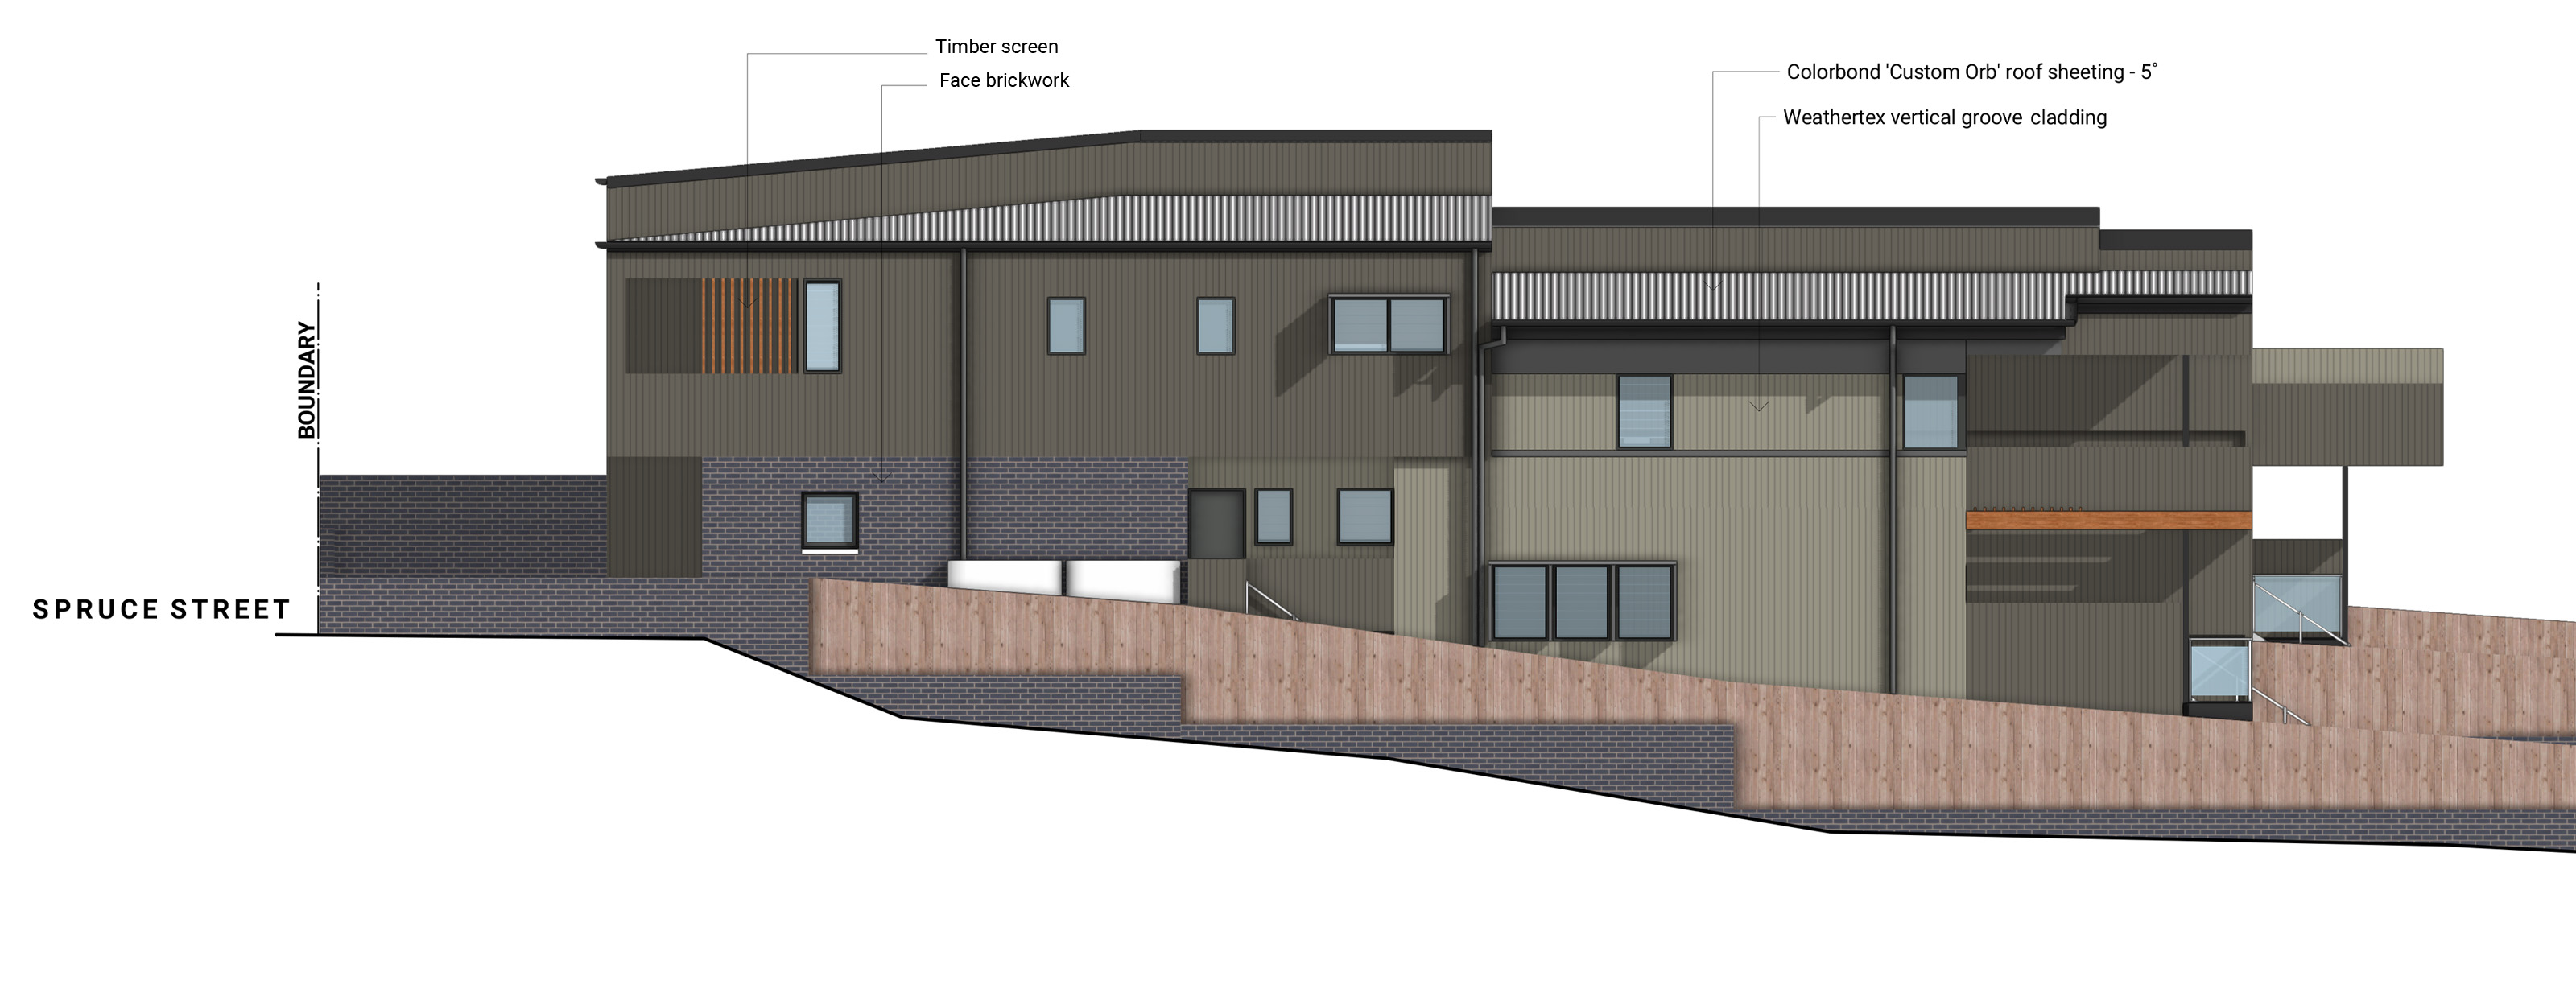 Timber screen
Face brickwork
Colorbond 'Custom Orb' roof sheeting - 5°
Weathertex vertical groove cladding
BOUNDARY
SPRUCE STREET